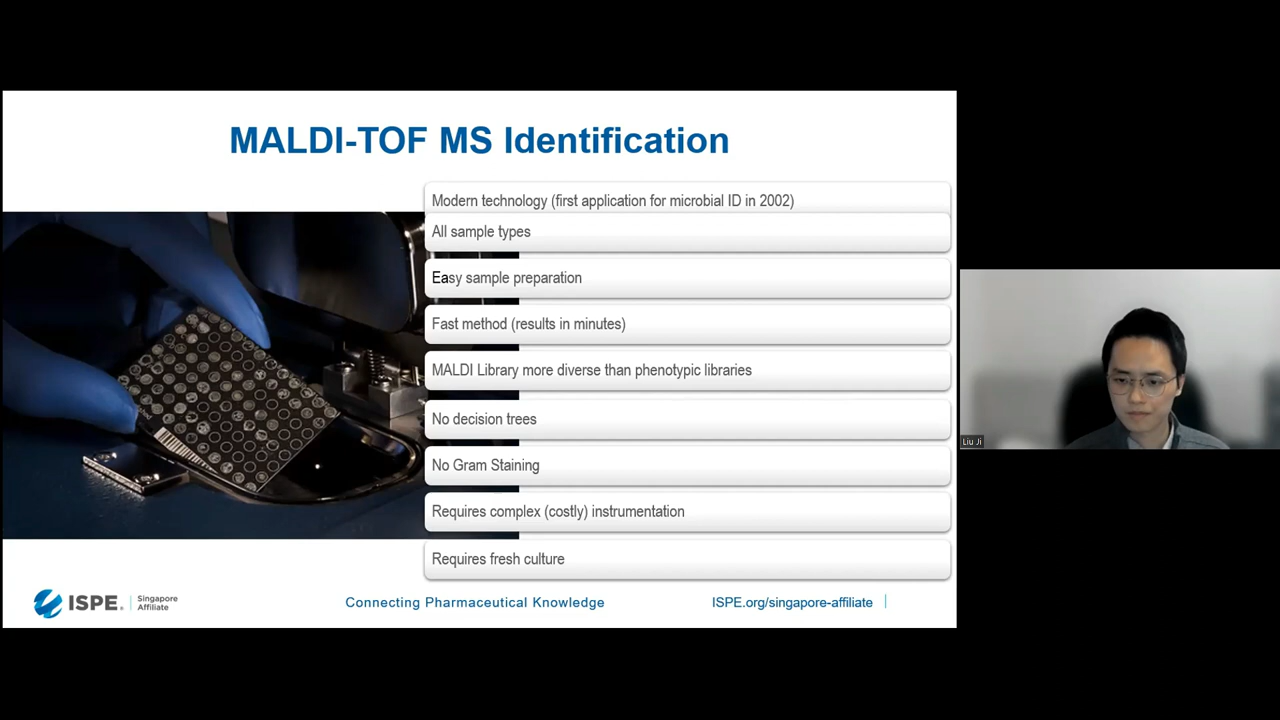 MALDI-TOF MS Identification
Modern technology (first application for microbial ID in 2002)
All sample types
Easy sample preparation
Fast method (results in minutes)
MALDI Library more diverse than phenotypic libraries
No decision trees
No Gram Staining
Requires complex (costly) instrumentation
Requires fresh culture
ISPE.
Singapore
Affiliate
Connecting Pharmaceutical Knowledge
ISPE.org/singapore-affiliate
Liu Ji